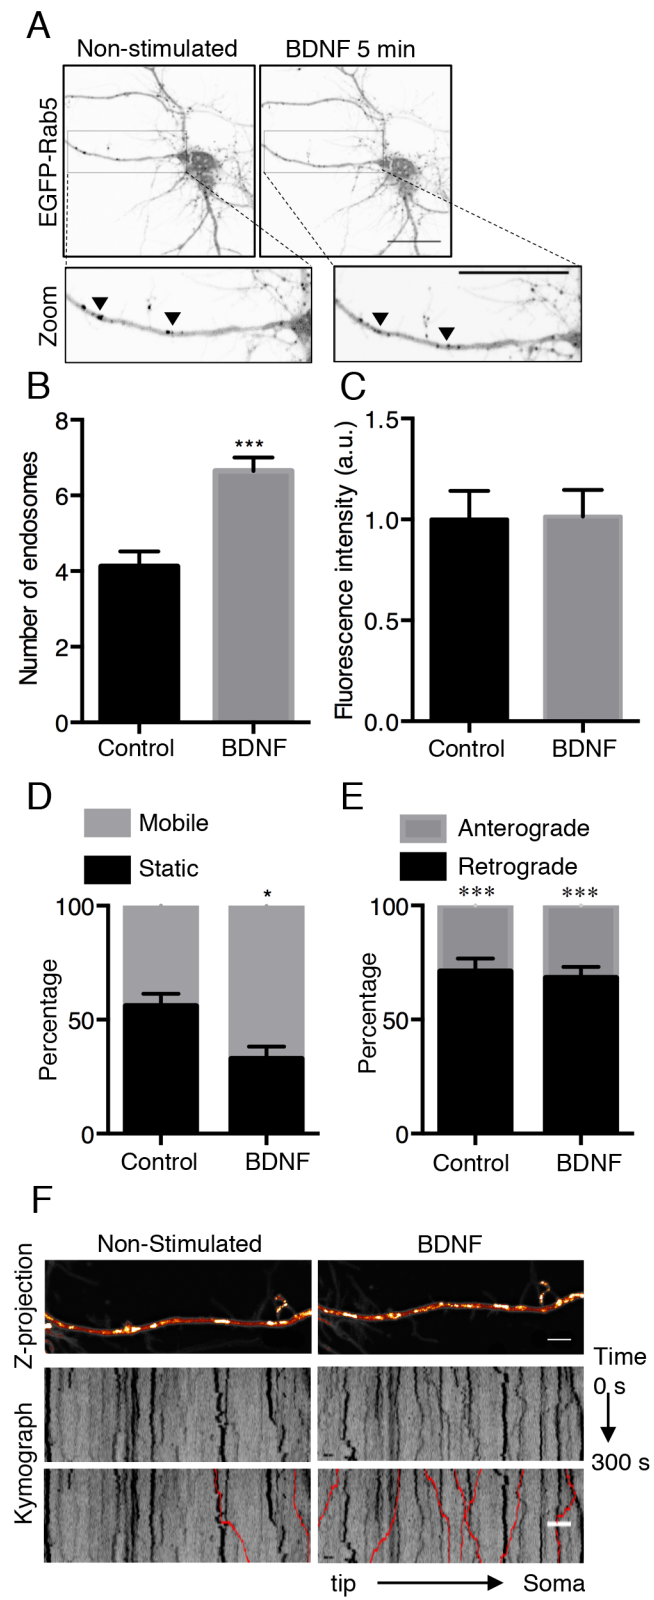 A
Non-stimulated
BDNF 5 min
EGFP-Rab5
Zoom
B
Number of endosomes
8
***
6
4
2
0
Control
BDNF
C
Fluorescence intensity (a.u.)
1.5
1.0
0.5
0.0
Control
BDNF
D
Mobile
Static
Percentage
100
*
50
0
Control
BDNF
E
Anterograde
Retrograde
Percentage
100
***
***
50
0
Control
BDNF
F
Non-Stimulated
BDNF
Z-projection
Time
0 s
300 s
Kymograph
tip
Soma